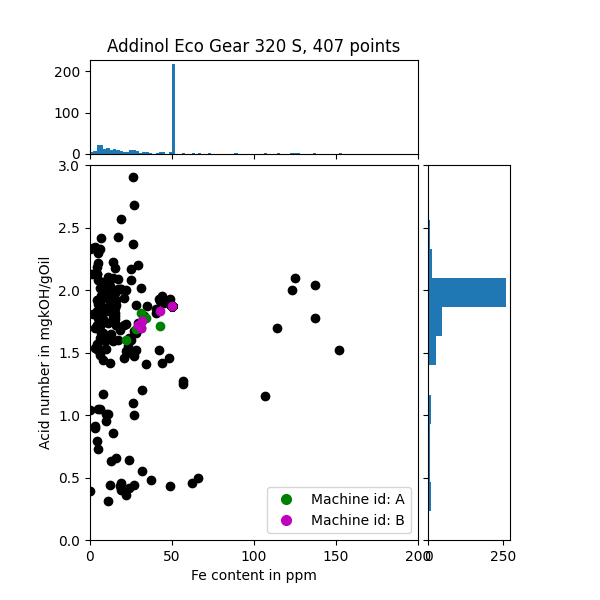 Addinol Eco Gear 320 S, 407 points
200
100
0
3.0
2.5
2.0
1.5
1.0
0.5
0.0
Acid number in mgkOH/gOil
Machine id: A
Machine id: B
0 50 100 150 200 0 250
Fe content in ppm